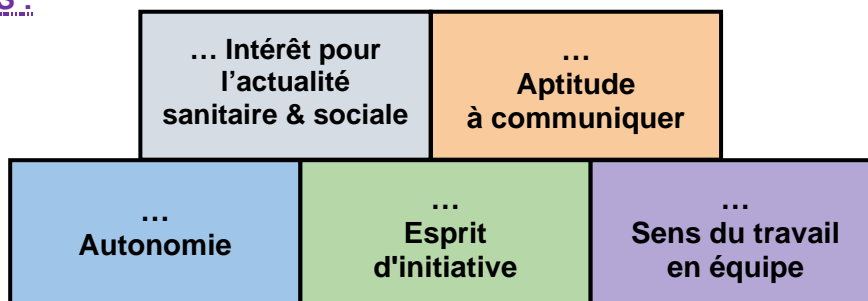 … Intérêt pour
l’actualité
sanitaire & sociale
…
Aptitude
à communiquer
…
Autonomie
…
Esprit
d'initiative
…
Sens du travail
en équipe